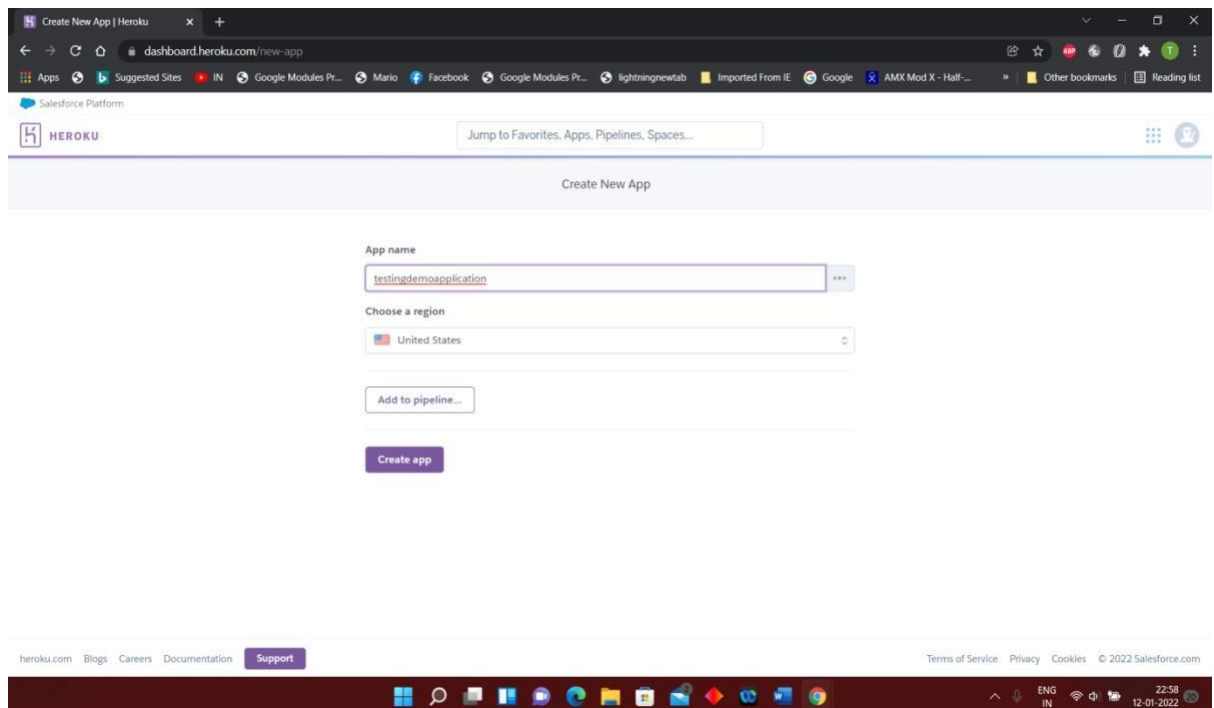 Create New App | Heroku
dashboard.heroku.com/new-app
Apps Suggested Sites IN Google Modules Pr... Mario Facebook Google Modules Pr... lightningnewtab Imported From IE Google AMX Mod X - Half-... » Other bookmarks Reading list
Salesforce Platform
HEROKU
Jump to Favorites, Apps, Pipelines, Spaces...
Create New App
App name
testingdemoapplication
Choose a region
United States
Add to pipeline...
Create app
heroku.com Blogs Careers Documentation Support Terms of Service Privacy Cookies © 2022 Salesforce.com
ENG
IN
22:58
12-01-2022